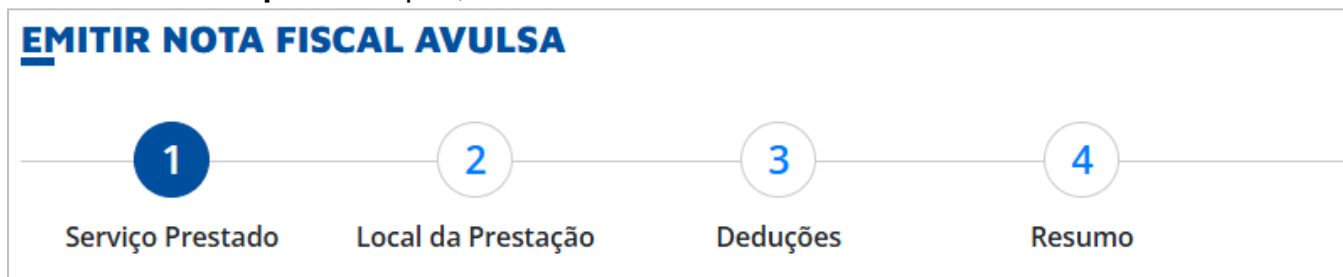 EMITIR NOTA FISCAL AVULSA
1 2 3 4
Serviço Prestado Local da Prestação Deduções Resumo